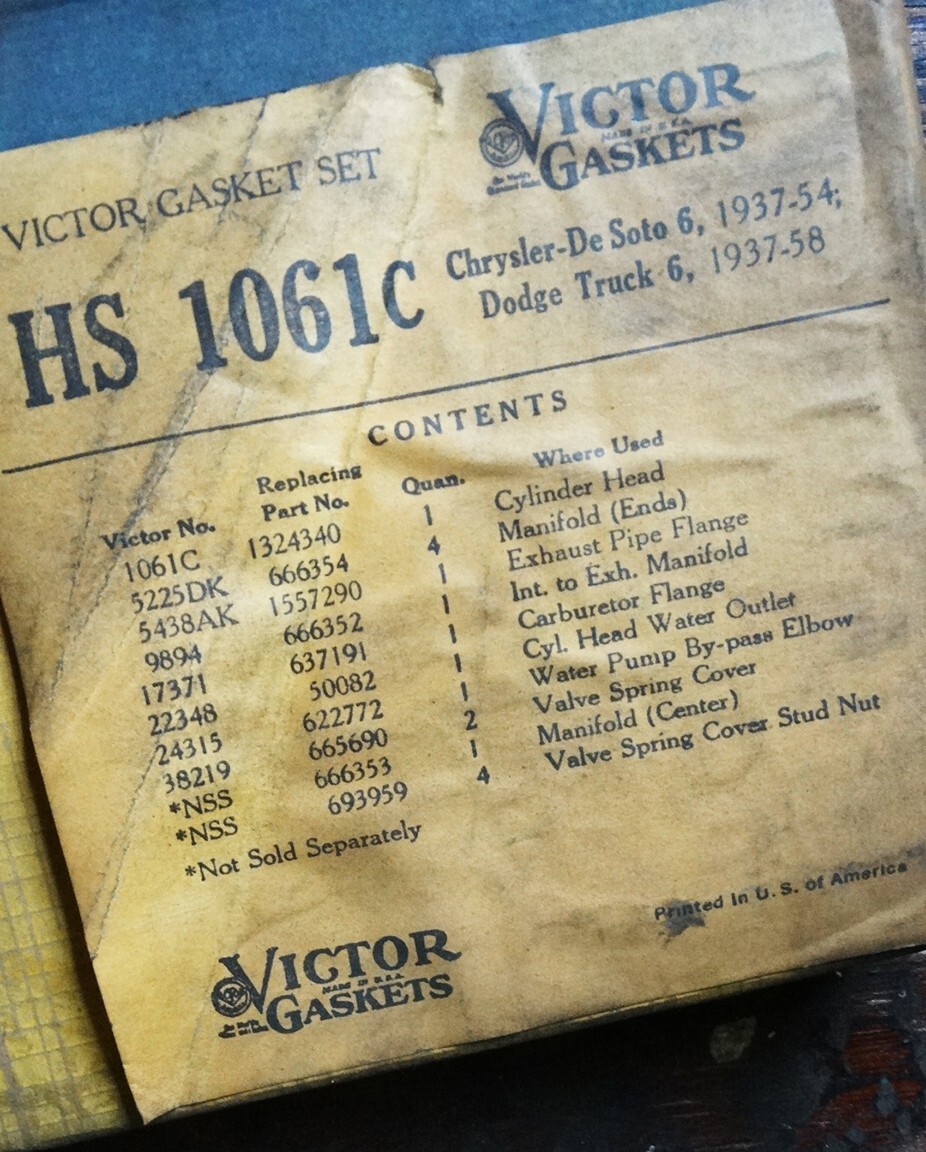 VICTOR
MADE IN U.S.A.
GASKETS
VICTOR GASKET SET
HS 1061C
Chrysler-De Soto 6, 1937-54;
Dodge Truck 6, 1937-58
CONTENTS
Victor No. Replacing Part No. Quan. Where Used
1061C 1324340 1 Cylinder Head
5225DK 666354 4 Manifold (Ends)
5438AK 1557290 1 Exhaust Pipe Flange
9894 666352 1 Int. to Exh. Manifold
17371 637191 1 Carburetor Flange
22348 50082 1 Cyl. Head Water Outlet
24315 622772 1 Water Pump By-pass Elbow
38219 665690 2 Valve Spring Cover
*NSS 666353 1 Manifold (Center)
*NSS 693959 4 Valve Spring Cover Stud Nut
*Not Sold Separately
Printed in U. S. of America
VICTOR
MADE IN U.S.A.
GASKETS